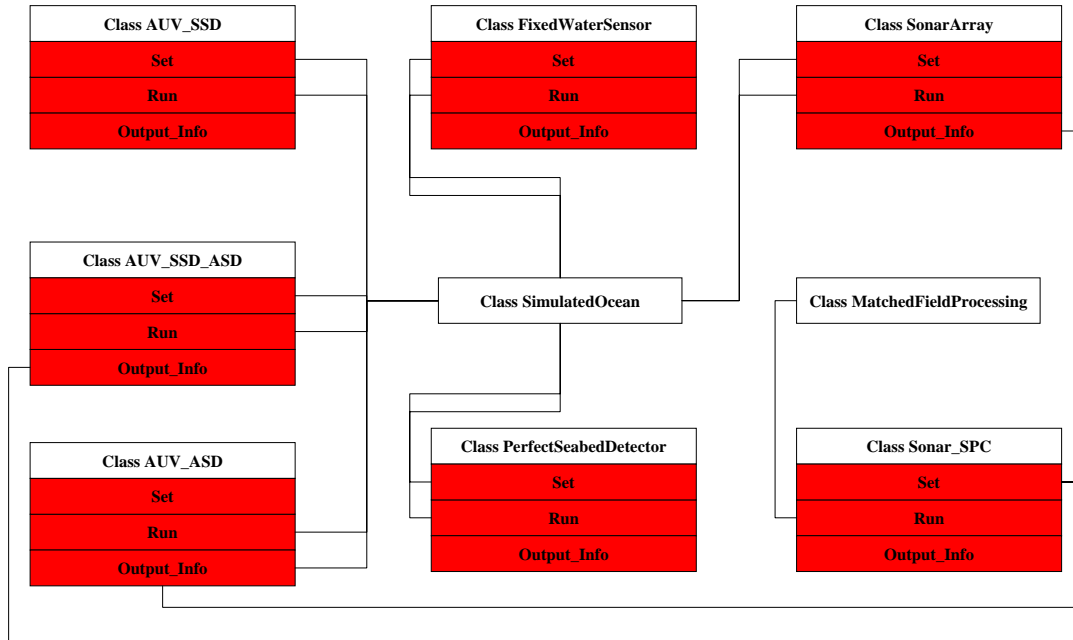 Class AUV_SSD
Set
Run
Output_Info
Class FixedWaterSensor
Set
Run
Output_Info
Class SonarArray
Set
Run
Output_Info
Class AUV_SSD_ASD
Set
Run
Output_Info
Class SimulatedOcean
Class MatchedFieldProcessing
Class AUV_ASD
Set
Run
Output_Info
Class PerfectSeabedDetector
Set
Run
Output_Info
Class Sonar_SPC
Set
Run
Output_Info